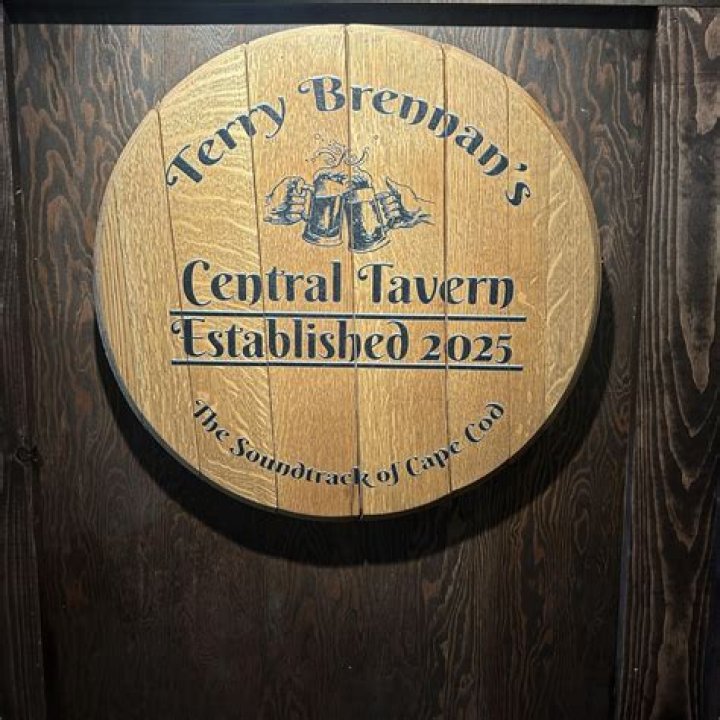 Terry Brennan's
Central Tavern
Established 2025
The Soundtrack of Cape Cod